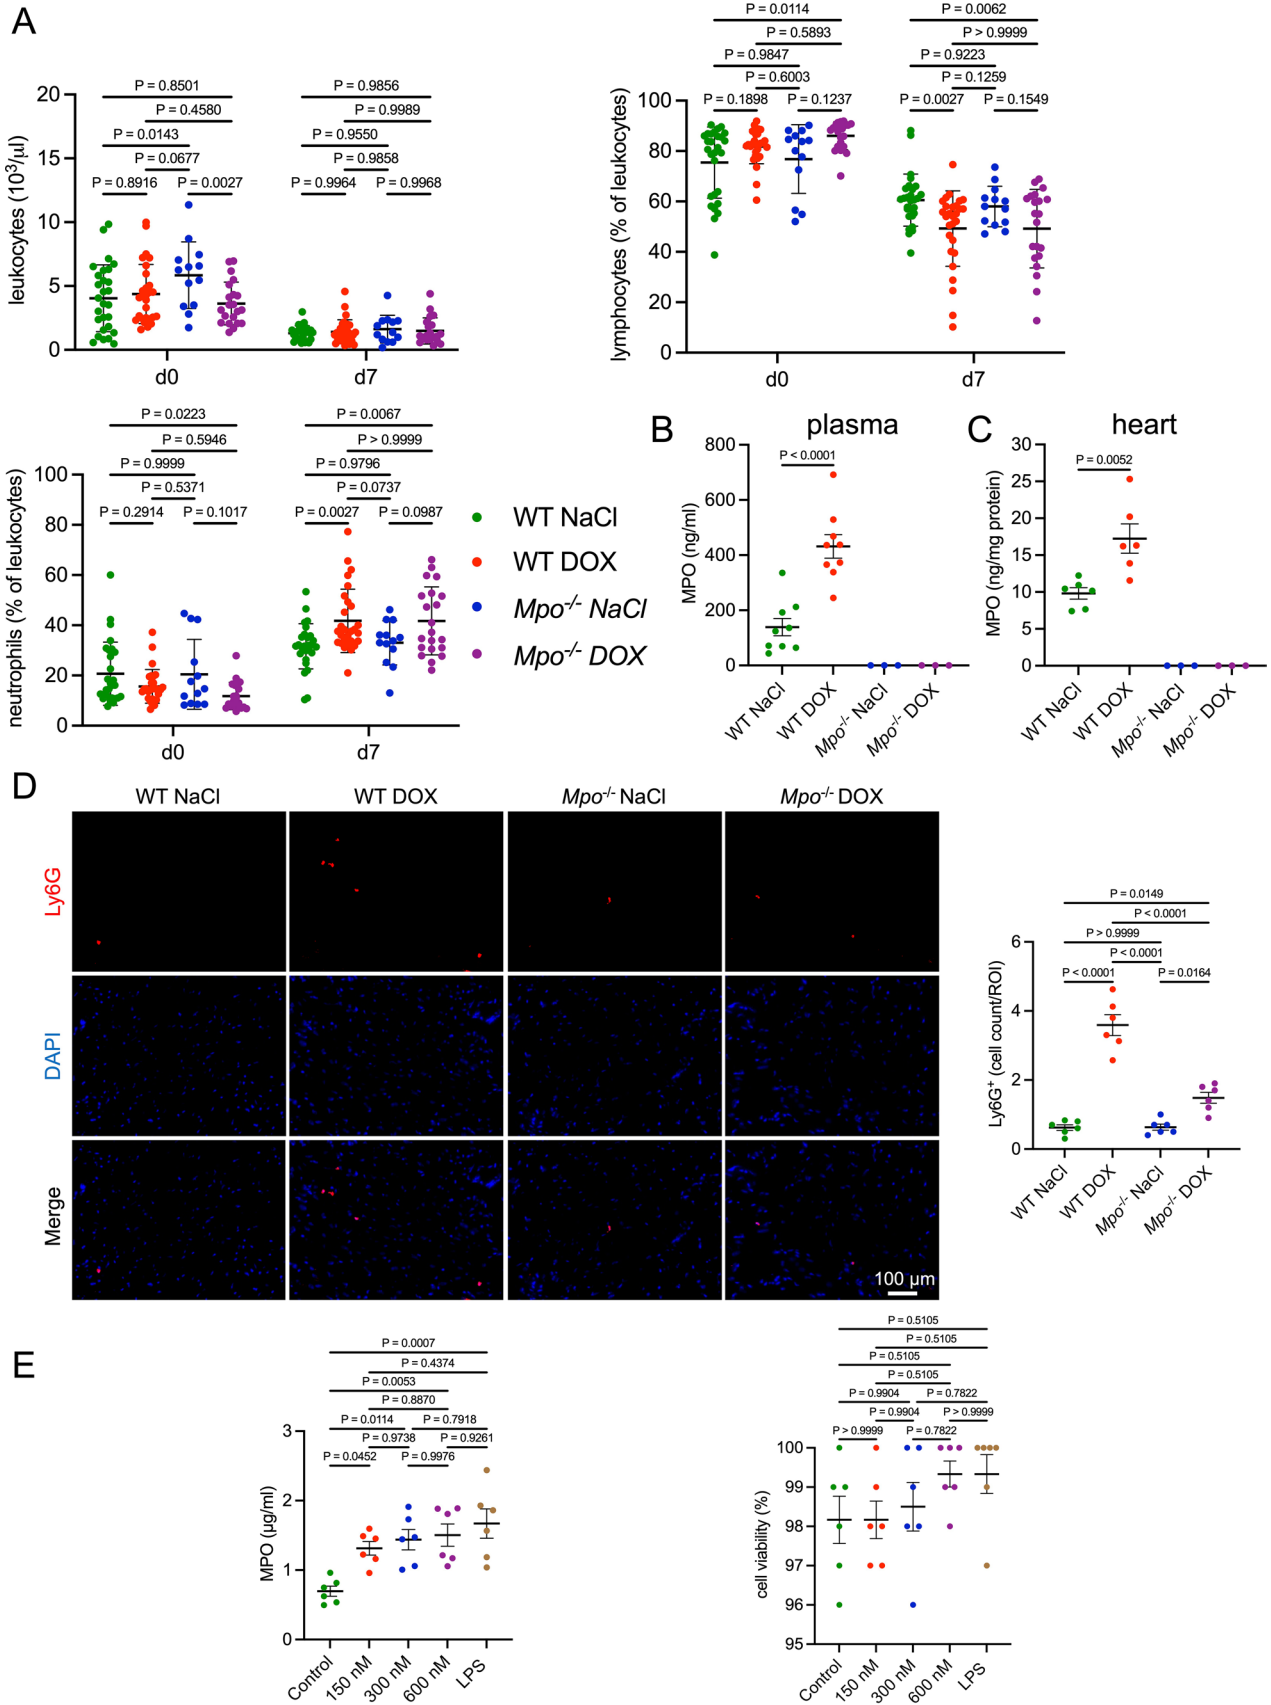 A
P = 0.8501
P = 0.4580
P = 0.0143
P = 0.0677
P = 0.8916
P = 0.0027
P = 0.9856
P = 0.9989
P = 0.9550
P = 0.9858
P = 0.9964
P = 0.9968
leukocytes (10³/µl)
20
15
10
5
0
d0
d7
P = 0.0114
P = 0.5893
P = 0.9847
P = 0.6003
P = 0.1898
P = 0.1237
P = 0.0062
P > 0.9999
P = 0.9223
P = 0.1259
P = 0.0027
P = 0.1549
lymphocytes (% of leukocytes)
100
80
60
40
20
0
d0
d7
P = 0.0223
P = 0.5946
P = 0.9999
P = 0.5371
P = 0.2914
P = 0.1017
P = 0.0067
P > 0.9999
P = 0.9796
P = 0.0737
P = 0.0027
P = 0.0987
neutrophils (% of leukocytes)
100
80
60
40
20
0
d0
d7
WT NaCl
WT DOX
Mpo⁻/⁻ NaCl
Mpo⁻/⁻ DOX
B
plasma
P < 0.0001
MPO (ng/ml)
800
600
400
200
0
WT NaCl
WT DOX
Mpo⁻/⁻ NaCl
Mpo⁻/⁻ DOX
C
heart
P = 0.0052
MPO (ng/mg protein)
30
25
20
15
10
5
0
WT NaCl
WT DOX
Mpo⁻/⁻ NaCl
Mpo⁻/⁻ DOX
D
WT NaCl
WT DOX
Mpo⁻/⁻ NaCl
Mpo⁻/⁻ DOX
Ly6G
DAPI
Merge
100 µm
P = 0.0149
P < 0.0001
P > 0.9999
P < 0.0001
P < 0.0001
P = 0.0164
Ly6G⁺ (cell count/ROI)
6
4
2
0
WT NaCl
WT DOX
Mpo⁻/⁻ NaCl
Mpo⁻/⁻ DOX
E
P = 0.0007
P = 0.4374
P = 0.0053
P = 0.8870
P = 0.0114
P = 0.7918
P = 0.9738
P = 0.9261
P = 0.0452
P = 0.9976
MPO (µg/ml)
3
2
1
0
Control
150 nM
300 nM
600 nM
LPS
P = 0.5105
P = 0.5105
P = 0.5105
P = 0.5105
P = 0.9904
P = 0.7822
P = 0.9904
P > 0.9999
P > 0.9999
P = 0.7822
cell viability (%)
100
99
98
97
96
95
Control
150 nM
300 nM
600 nM
LPS